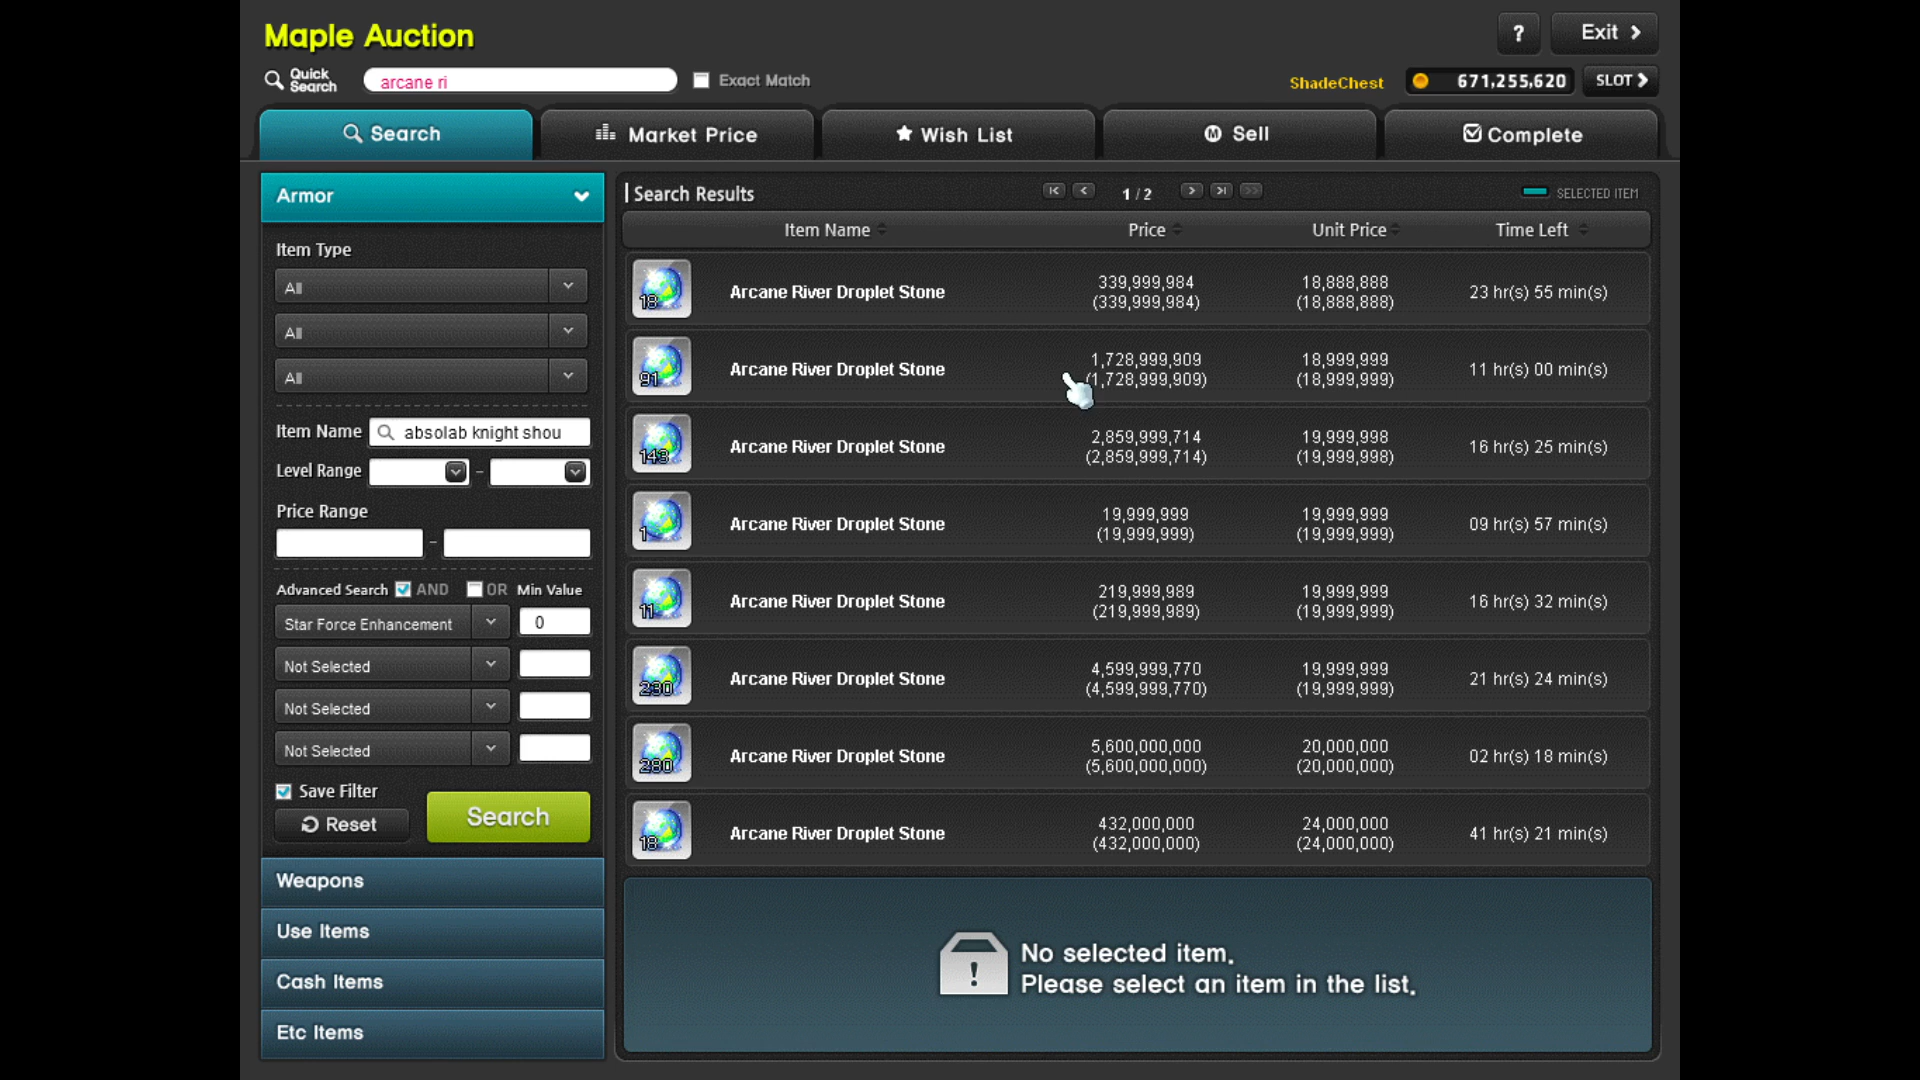 Maple Auction
?
Exit
Quick Search
arcane ri
Exact Match
ShadeChest
671,255,620
SLOT
Search
Market Price
Wish List
Sell
Complete
Armor
Item Type
All
All
All
Item Name
absolab knight shou
Level Range
-
Price Range
-
Advanced Search
AND
OR
Min Value
Star Force Enhancement
0
Not Selected
Not Selected
Not Selected
Save Filter
Reset
Search
Weapons
Use Items
Cash Items
Etc Items
Search Results
1 / 2
SELECTED ITEM
Item Name
Price
Unit Price
Time Left
18
Arcane River Droplet Stone
339,999,984
(339,999,984)
18,888,888
(18,888,888)
23 hr(s) 55 min(s)
91
Arcane River Droplet Stone
1,728,999,909
(1,728,999,909)
18,999,999
(18,999,999)
11 hr(s) 00 min(s)
143
Arcane River Droplet Stone
2,859,999,714
(2,859,999,714)
19,999,998
(19,999,998)
16 hr(s) 25 min(s)
1
Arcane River Droplet Stone
19,999,999
(19,999,999)
19,999,999
(19,999,999)
09 hr(s) 57 min(s)
11
Arcane River Droplet Stone
219,999,989
(219,999,989)
19,999,999
(19,999,999)
16 hr(s) 32 min(s)
230
Arcane River Droplet Stone
4,599,999,770
(4,599,999,770)
19,999,999
(19,999,999)
21 hr(s) 24 min(s)
280
Arcane River Droplet Stone
5,600,000,000
(5,600,000,000)
20,000,000
(20,000,000)
02 hr(s) 18 min(s)
18
Arcane River Droplet Stone
432,000,000
(432,000,000)
24,000,000
(24,000,000)
41 hr(s) 21 min(s)
No selected item.
Please select an item in the list.